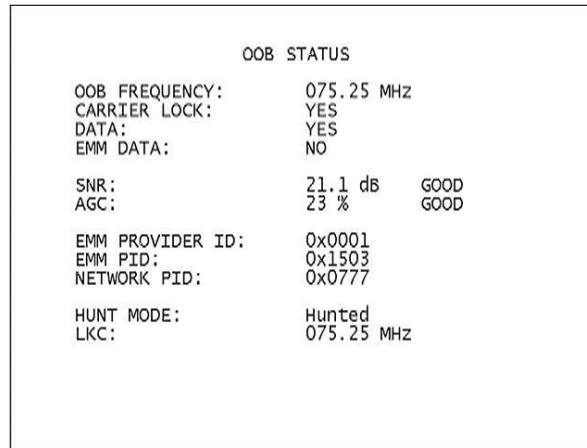 OOB STATUS
OOB FREQUENCY: 075.25 MHz
CARRIER LOCK: YES
DATA: YES
EMM DATA: NO
SNR: 21.1 dB GOOD
AGC: 23 % GOOD
EMM PROVIDER ID: 0x0001
EMM PID: 0x1503
NETWORK PID: 0x0777
HUNT MODE: Hunted
LKC: 075.25 MHz